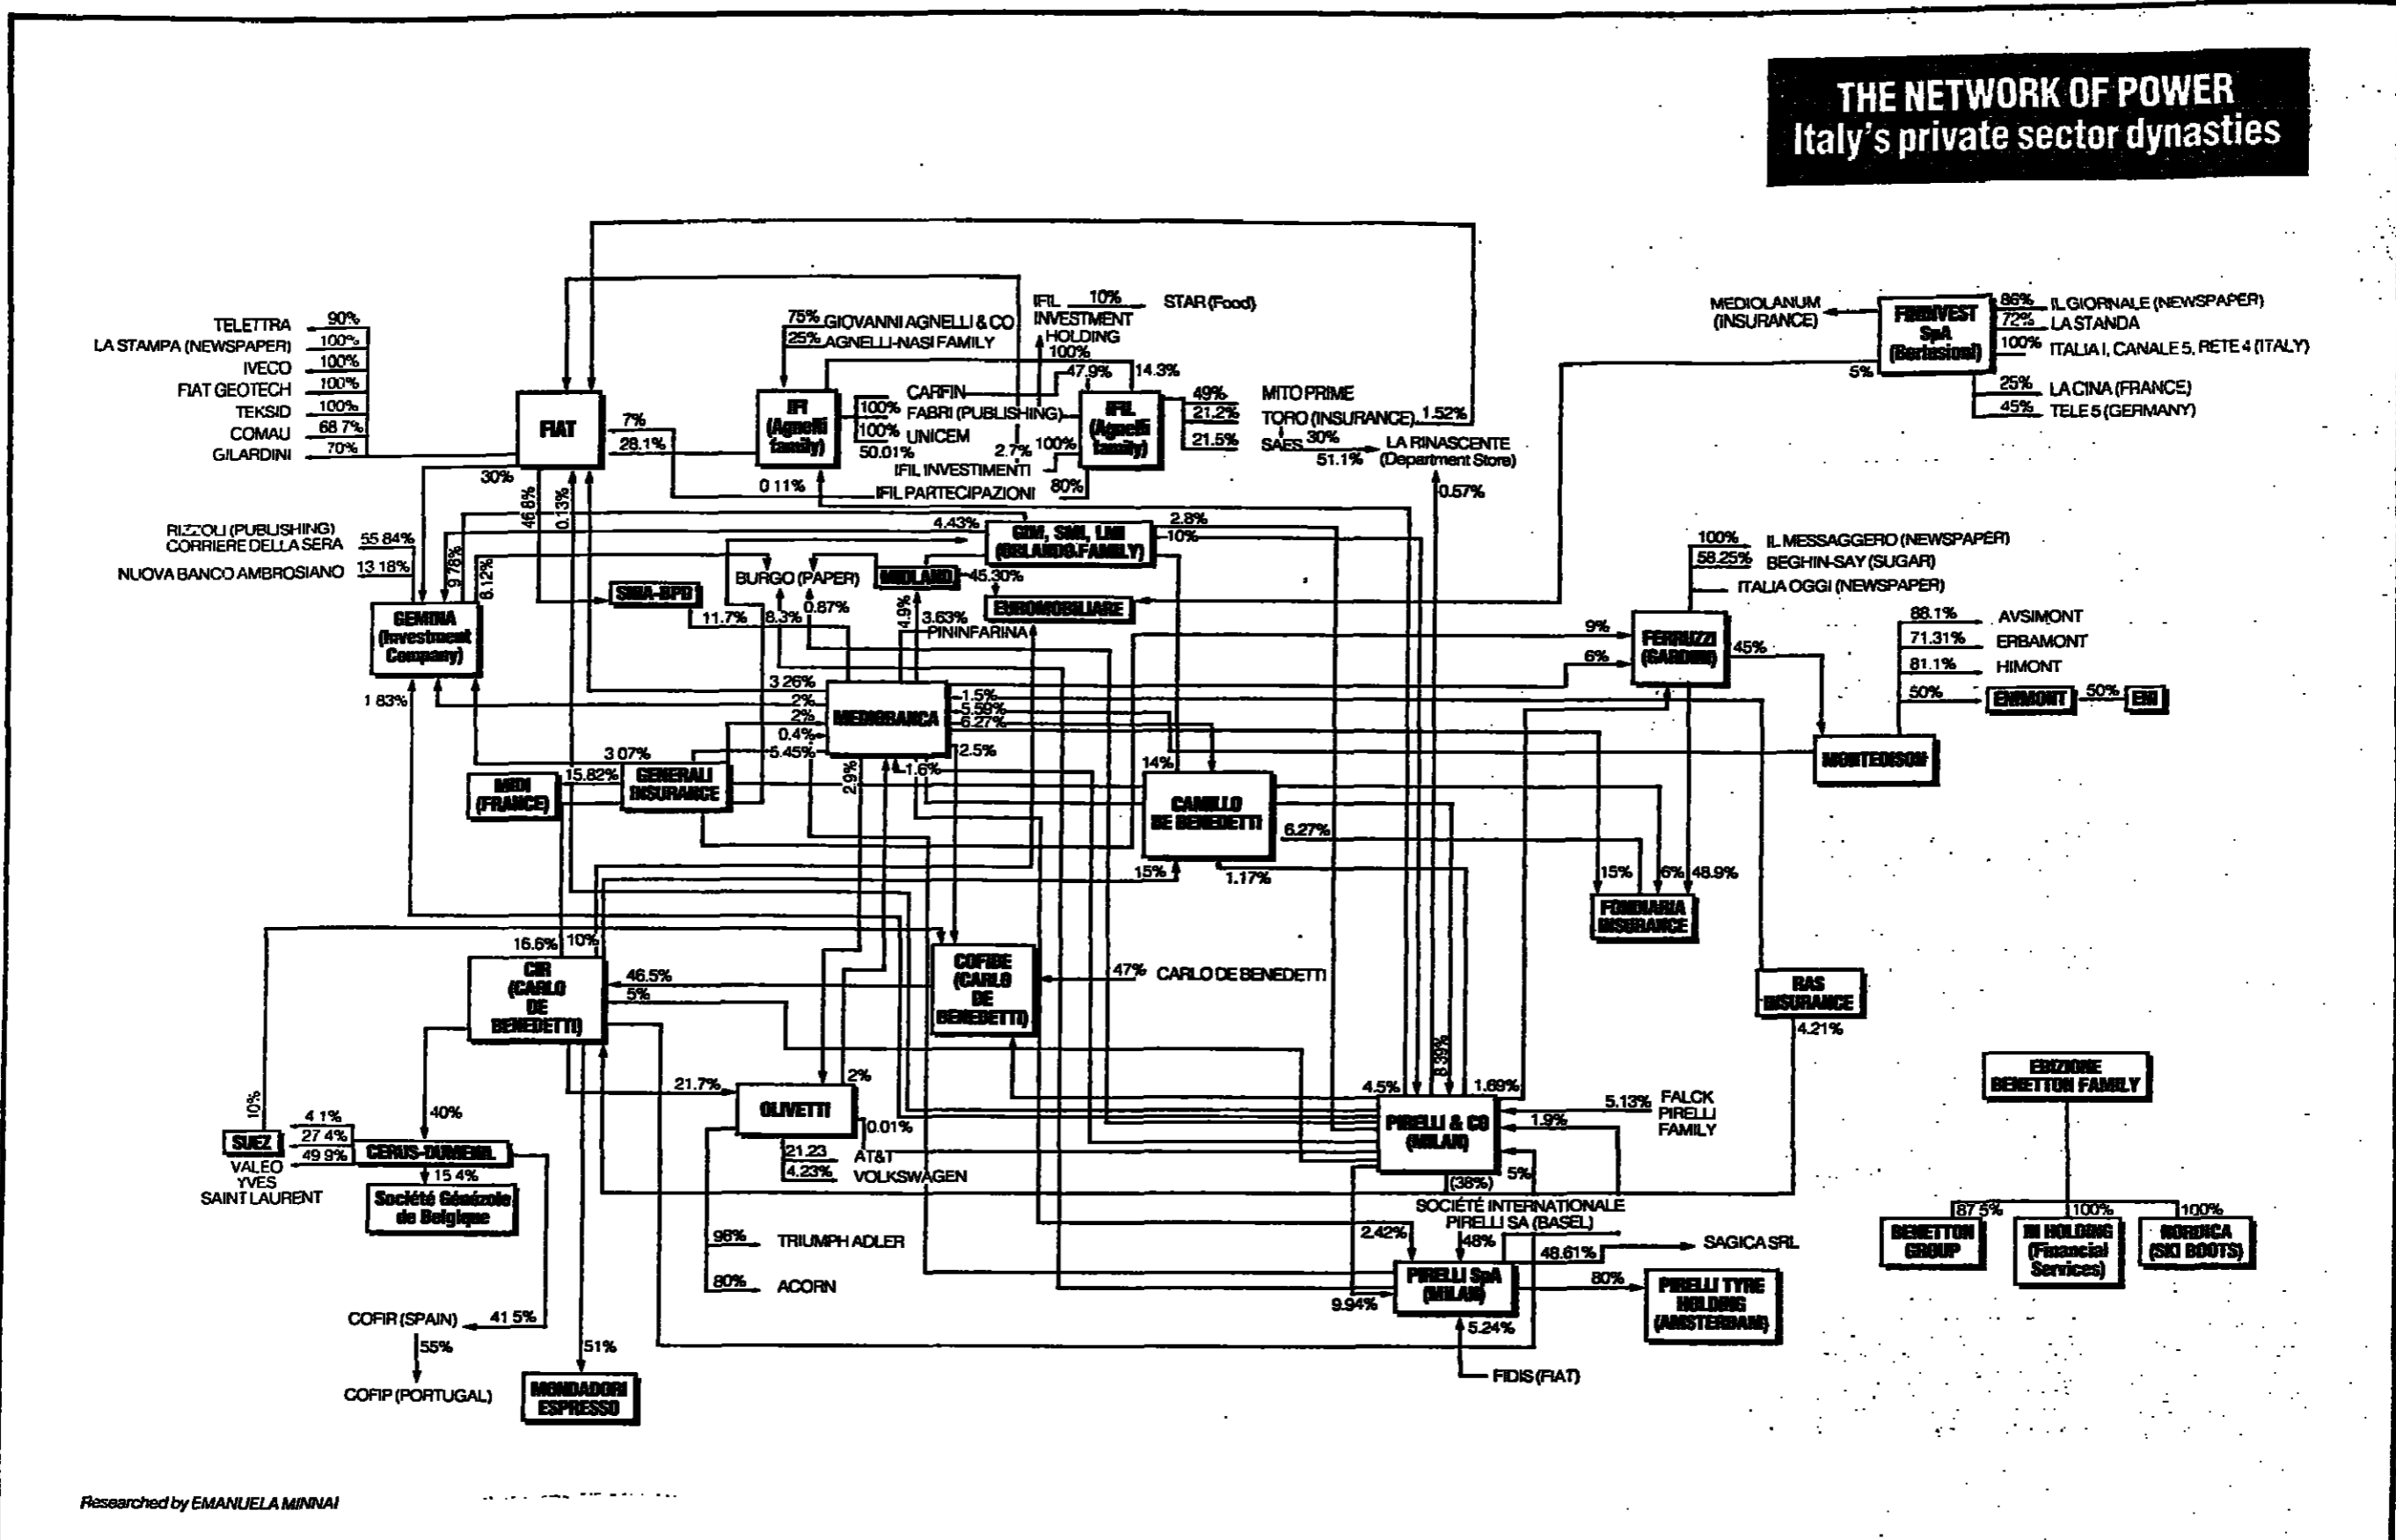 THE NETWORK OF POWER
Italy's private sector dynasties
TELETTRA 90%
LA STAMPA (NEWSPAPER) 100%
IVECO 100%
FIAT GEOTECH 100%
TEKSID 100%
COMAU 68 7%
GILARDINI 70%
FIAT
7%
28.1%
30%
46 8%
0.13%
75% GIOVANNI AGNELLI & CO
25% AGNELLI-NASI FAMILY
IFI
(Agnelli
family)
0 11%
IFIL 10% STAR (Food)
INVESTMENT
HOLDING
100%
47.9%
14.3%
CARFIN
100% FABRI (PUBLISHING)
100% UNICEM
50.01%
2.7%
100%
IFIL INVESTIMENTI
IFIL PARTECIPAZIONI 80%
IFIL
(Agnelli
family)
49% MITO PRIME
21.2% TORO (INSURANCE) 1.52%
21.5% SAES 30% LA RINASCENTE
51.1% (Department Store)
0.57%
MEDIOLANUM
(INSURANCE)
FININVEST
SpA
(Berlusioni)
5%
86% IL GIORNALE (NEWSPAPER)
72% LA STANDA
100% ITALIA I, CANALE 5, RETE 4 (ITALY)
25% LA CINA (FRANCE)
45% TELE 5 (GERMANY)
RIZZOLI (PUBLISHING)
CORRIERE DELLA SERA 55 84%
NUOVA BANCO AMBROSIANO 13 18%
GEMINA
(Investment
Company)
9 78%
8.12%
1 83%
4.43%
GIM, SMI, LMI
(ORLANDO FAMILY)
2.8%
10%
BURGO (PAPER)
MIDLAND
45.30%
SNIA-BPD
EUROMOBILIARE
11.7%
8.3%
0.87%
4.9%
3.63%
PININFARINA
100% IL MESSAGGERO (NEWSPAPER)
58.25% BEGHIN-SAY (SUGAR)
ITALIA OGGI (NEWSPAPER)
9%
6%
FERRUZZI
(GARDINI)
45%
88.1% AVSIMONT
71.31% ERBAMONT
81.1% HIMONT
50% ENIMONT 50% ENI
MONTEDISON
3 26%
2%
2%
0.4%
5.45%
MEDIOBANCA
1.5%
5.59%
6.27%
2.5%
2.9%
1.6%
3 07%
MIDI
(FRANCE)
15.82%
GENERALI
INSURANCE
14%
CAMILLO
DE BENEDETTI
6.27%
15%
1.17%
15%
6%
48.9%
FONDIARIA
INSURANCE
RAS
INSURANCE
4.21%
16.6%
10%
CIR
(CARLO
DE
BENEDETTI)
46.5%
5%
COFIDE
(CARLO
DE
BENEDETTI)
47% CARLO DE BENEDETTI
21.7%
OLIVETTI
2%
0.01%
21.23 AT&T
4.23% VOLKSWAGEN
98% TRIUMPH ADLER
80% ACORN
10%
40%
4 1%
27 4%
49 9%
SUEZ
VALEO
YVES
SAINT LAURENT
CERUS-DUMENIL
15 4%
Société Génézole
de Belgique
COFIR (SPAIN) 41 5%
55%
COFIP (PORTUGAL)
51%
MONDADORI
ESPRESSO
4.5%
8.39%
1.69%
PIRELLI & CO
(MILAN)
5.13% FALCK
PIRELLI
FAMILY
1.9%
5%
(38%)
SOCIÉTÉ INTERNATIONALE
PIRELLI SA (BASEL)
2.42%
48%
48.61% SAGICA SRL
PIRELLI SpA
(MILAN)
80%
PIRELLI TYRE
HOLDING
(AMSTERDAM)
9.94%
5.24%
FIDIS (FIAT)
EDIZIONE
BENETTON FAMILY
87 5%
100%
100%
BENETTON
GROUP
IN HOLDING
(Financial
Services)
NORDICA
(SKI BOOTS)
Researched by EMANUELA MINNAI